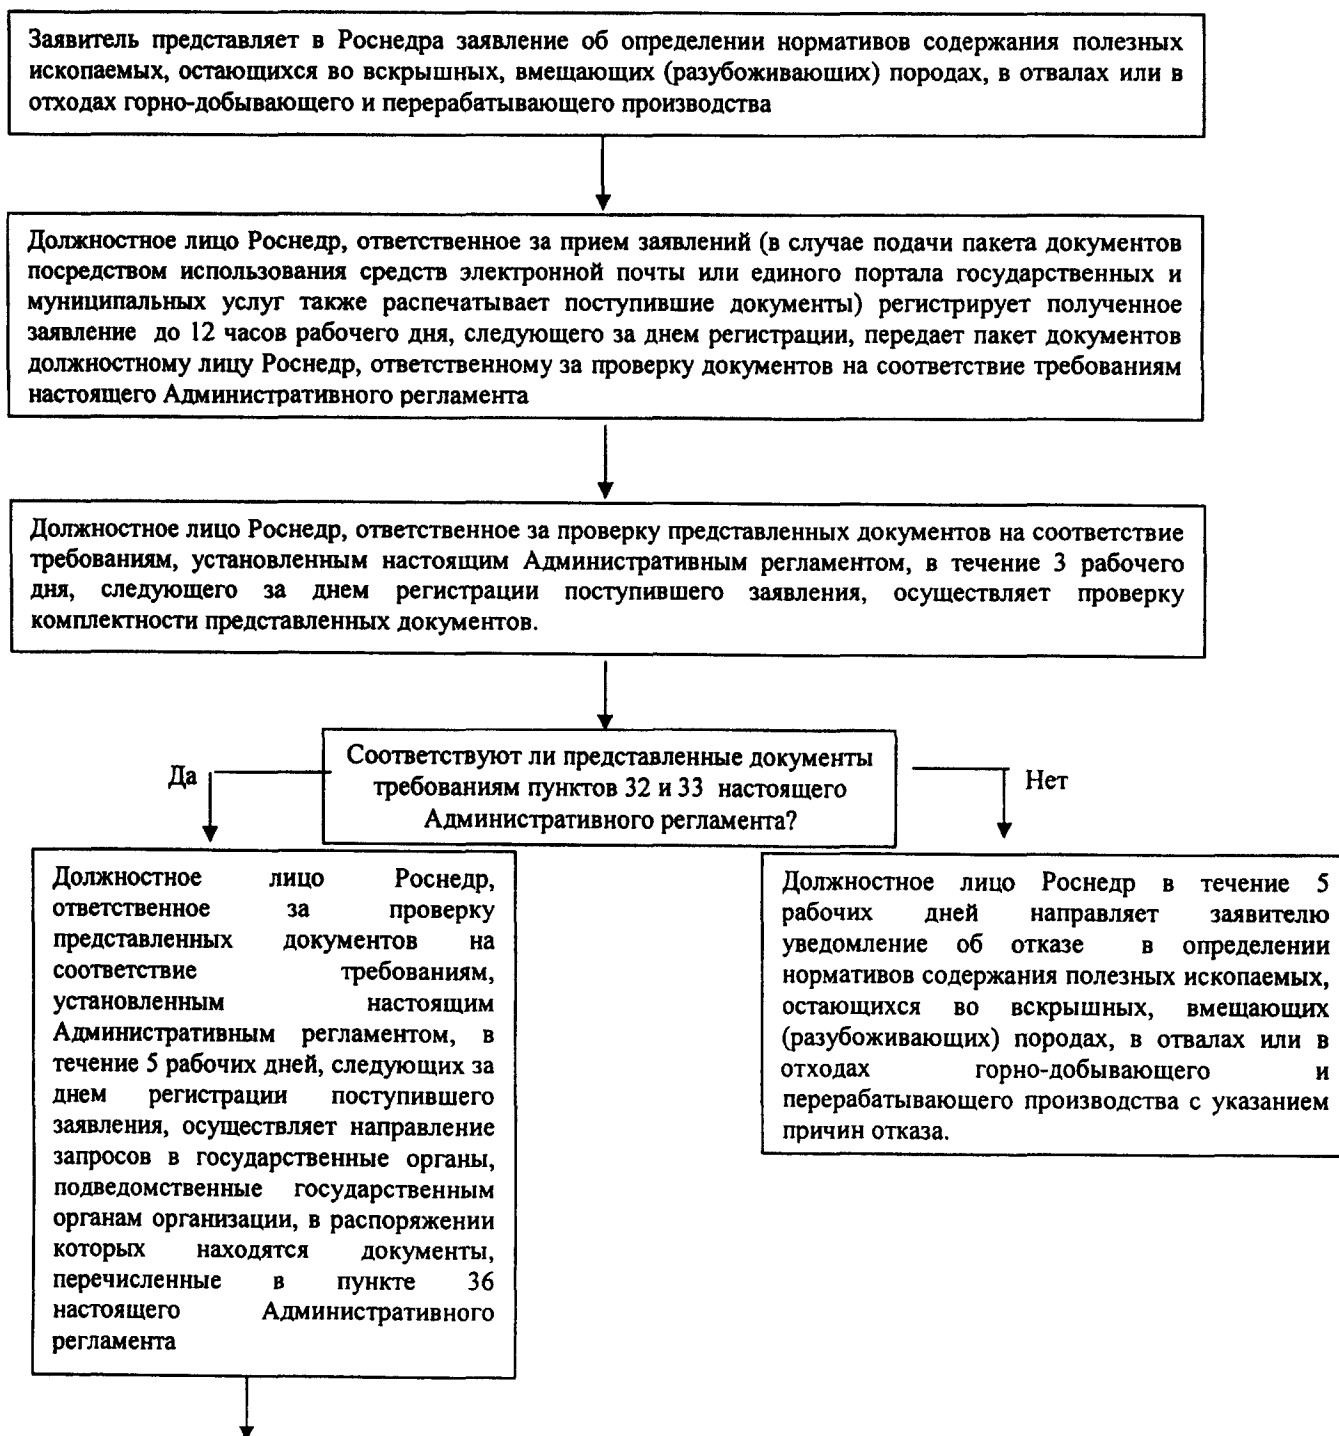 Заявитель представляет в Роснедра заявление об определении нормативов содержания полезных
ископаемых, остающихся во вскрышных, вмещающих (разубоживающих) породах, в отвалах или в
отходах горно-добывающего и перерабатывающего производства
Должностное лицо Роснедр, ответственное за прием заявлений (в случае подачи пакета документов
посредством использования средств электронной почты или единого портала государственных и
муниципальных услуг также распечатывает поступившие документы) регистрирует полученное
заявление до 12 часов рабочего дня, следующего за днем регистрации, передает пакет документов
должностному лицу Роснедр, ответственному за проверку документов на соответствие требованиям
настоящего Административного регламента
Должностное лицо Роснедр, ответственное за проверку представленных документов на соответствие
требованиям, установленным настоящим Административным регламентом, в течение 3 рабочего
дня, следующего за днем регистрации поступившего заявления, осуществляет проверку
комплектности представленных документов.
Соответствуют ли представленные документы
требованиям пунктов 32 и 33 настоящего
Административного регламента?
Да
Нет
Должностное лицо Роснедр,
ответственное за проверку
представленных документов на
соответствие требованиям,
установленным настоящим
Административным регламентом, в
течение 5 рабочих дней, следующих за
днем регистрации поступившего
заявления, осуществляет направление
запросов в государственные органы,
подведомственные государственным
органам организации, в распоряжении
которых находятся документы,
перечисленные в пункте 36
настоящего Административного
регламента
Должностное лицо Роснедр в течение 5
рабочих дней направляет заявителю
уведомление об отказе в определении
нормативов содержания полезных ископаемых,
остающихся во вскрышных, вмещающих
(разубоживающих) породах, в отвалах или в
отходах горно-добывающего и
перерабатывающего производства с указанием
причин отказа.